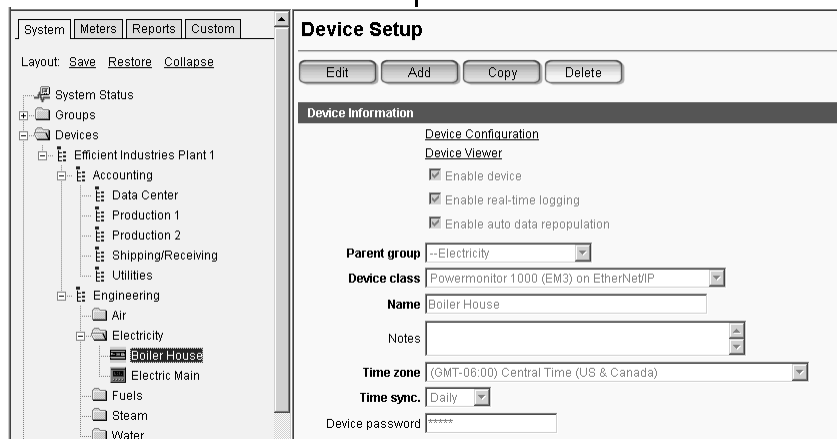 System Meters Reports Custom
Layout: Save Restore Collapse
System Status
Groups
Devices
Efficient Industries Plant 1
Accounting
Data Center
Production 1
Production 2
Shipping/Receiving
Utilities
Engineering
Air
Electricity
Boiler House
Electric Main
Fuels
Steam
Water
Device Setup
Edit Add Copy Delete
Device Information
Device Configuration
Device Viewer
Enable device
Enable real-time logging
Enable auto data repopulation
Parent group --Electricity
Device class Powermonitor 1000 (EM3) on EtherNet/IP
Name Boiler House
Notes
Time zone (GMT-06:00) Central Time (US & Canada)
Time sync. Daily
Device password *****